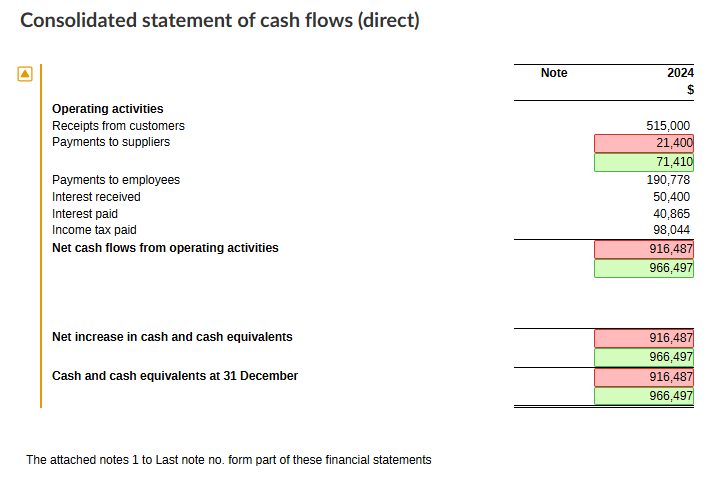 Consolidated statement of cash flows (direct)
Note 2024
$
Operating activities
Receipts from customers 515,000
Payments to suppliers 21,400
71,410
Payments to employees 190,778
Interest received 50,400
Interest paid 40,865
Income tax paid 98,044
Net cash flows from operating activities 916,487
966,497
Net increase in cash and cash equivalents 916,487
966,497
Cash and cash equivalents at 31 December 916,487
966,497
The attached notes 1 to Last note no. form part of these financial statements